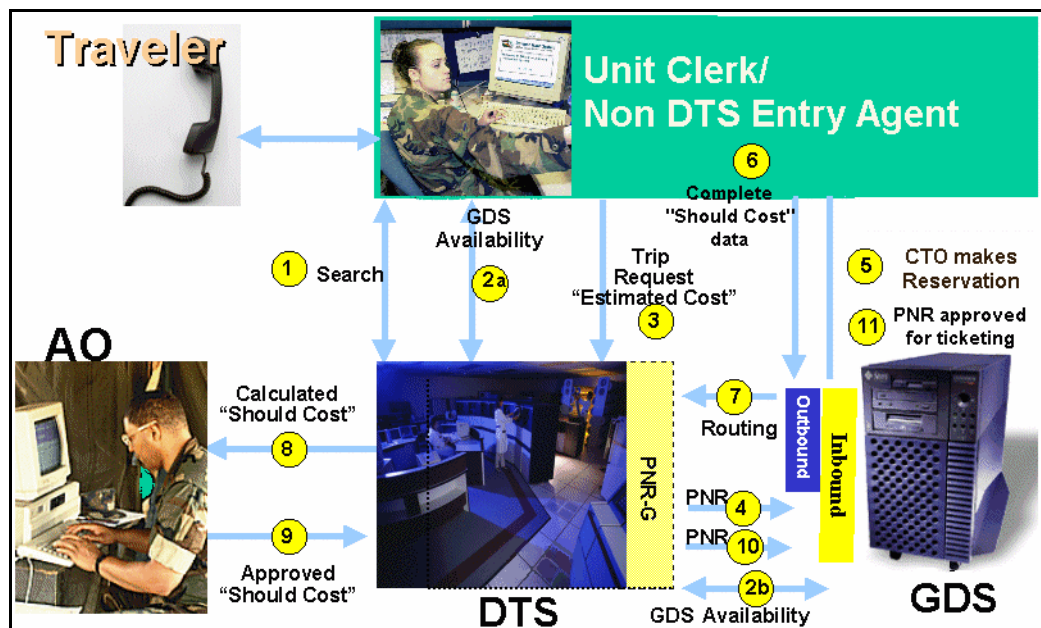 Traveler
Unit Clerk/
Non DTS Entry Agent
6
Complete
"Should Cost"
data
GDS
Availability
1
Search
2a
Trip
Request
“Estimated Cost”
3
5
CTO makes
Reservation
11
PNR approved
for ticketing
AO
Calculated
“Should Cost”
8
7
Routing
Outbound
Inbound
PNR-G
PNR
4
PNR
10
9
Approved
“Should Cost”
2b
GDS Availability
DTS
GDS